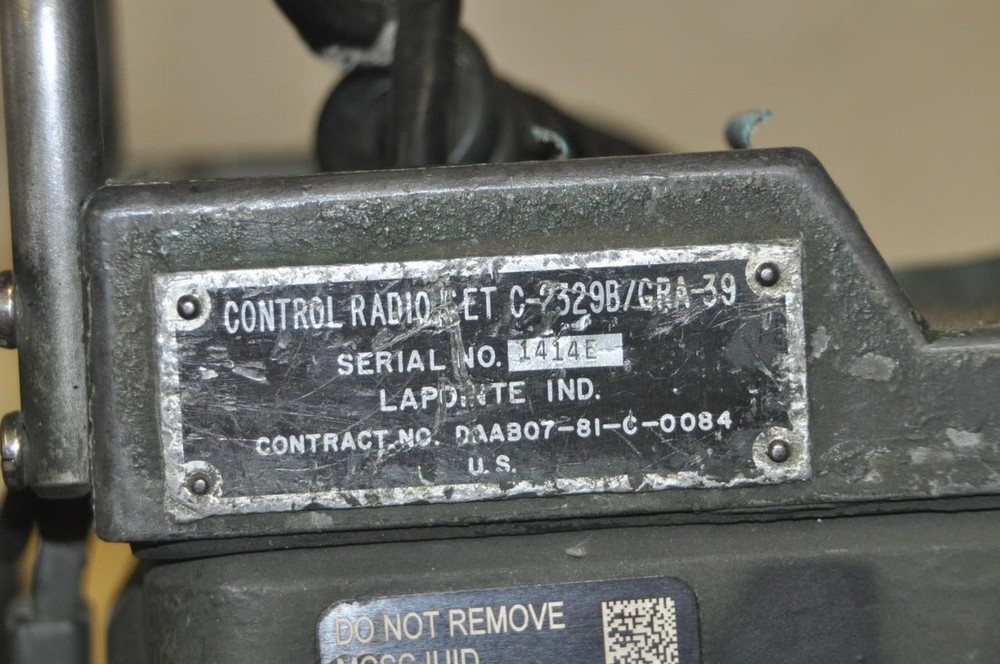 CONTROL RADIO SET C-2329B/GRA-39
SERIAL NO. 1414E
LAPOINTE IND.
CONTRACT NO. DAAB07-81-C-0084
U.S.
DO NOT REMOVE